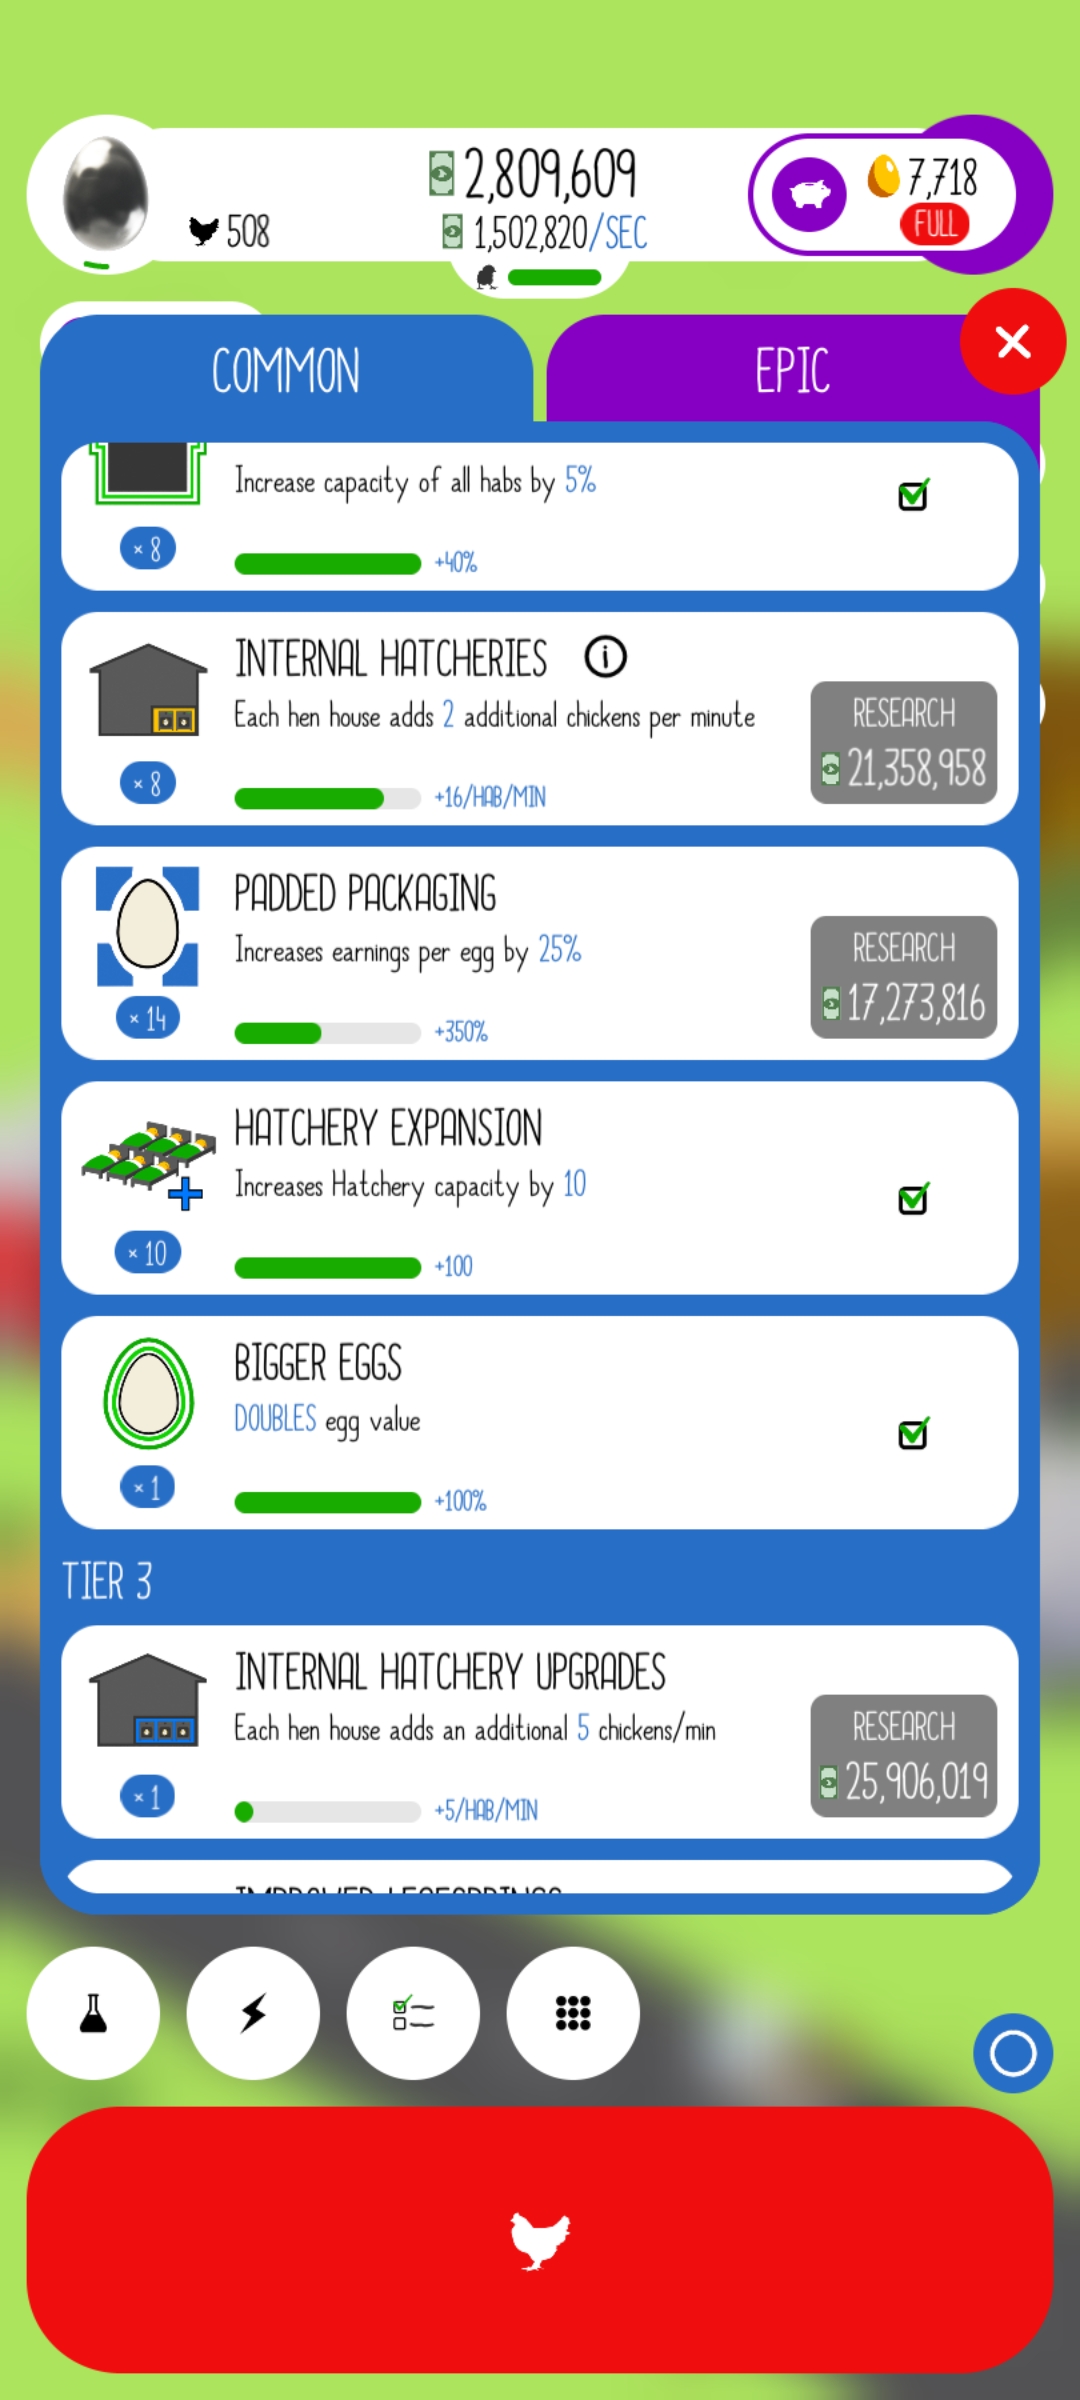 2,809,609
7,718
508
1,502,820/SEC
FULL
COMMON
EPIC
Increase capacity of all habs by 5%
× 8
+40%
INTERNAL HATCHERIES
Each hen house adds 2 additional chickens per minute
RESEARCH
21,358,958
× 8
+16/HAB/MIN
PADDED PACKAGING
Increases earnings per egg by 25%
RESEARCH
17,273,816
× 14
+350%
HATCHERY EXPANSION
Increases Hatchery capacity by 10
× 10
+100
BIGGER EGGS
DOUBLES egg value
× 1
+100%
TIER 3
INTERNAL HATCHERY UPGRADES
Each hen house adds an additional 5 chickens/min
RESEARCH
25,906,019
× 1
+5/HAB/MIN